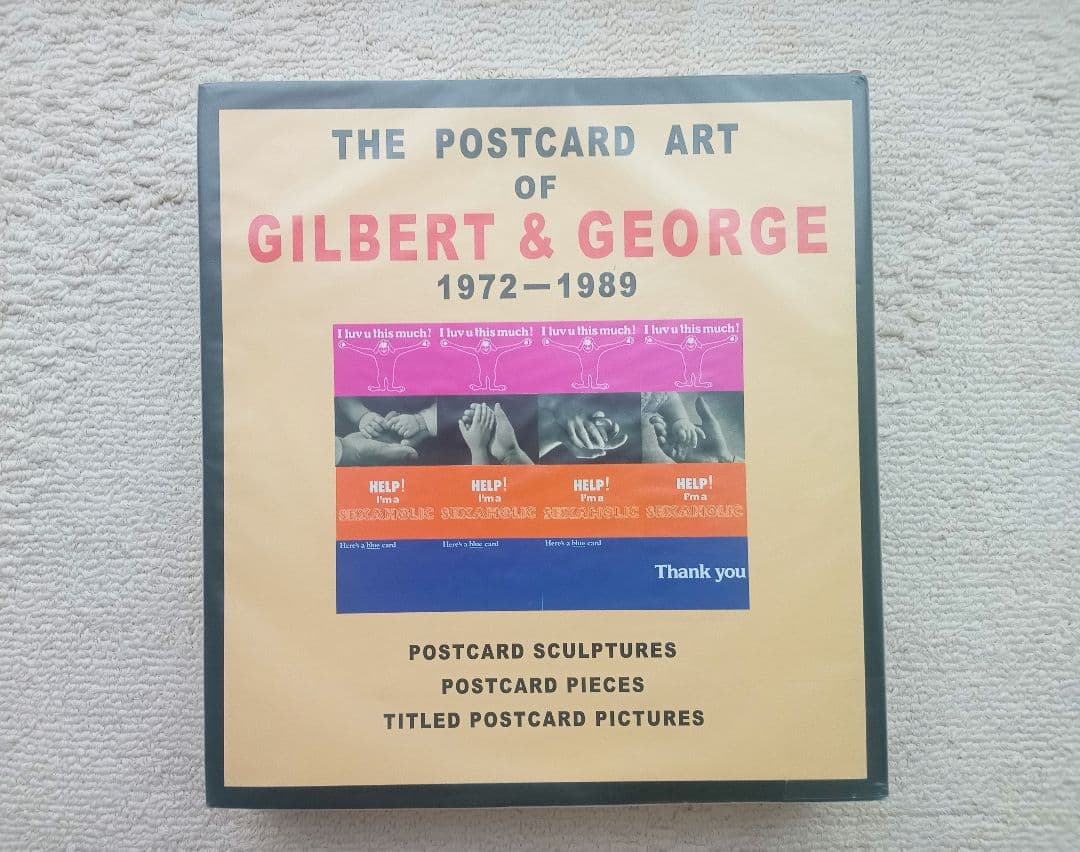 THE POSTCARD ART
OF
GILBERT & GEORGE
1972—1989
I luv u this much! I luv u this much! I luv u this much! I luv u this much!
HELP! HELP! HELP! HELP!
I'm a I'm a I'm a I'm a
SEXAHOLIC SEXAHOLIC SEXAHOLIC SEXAHOLIC
Here's a blue card Here's a blue card Here's a blue card
Thank you
POSTCARD SCULPTURES
POSTCARD PIECES
TITLED POSTCARD PICTURES